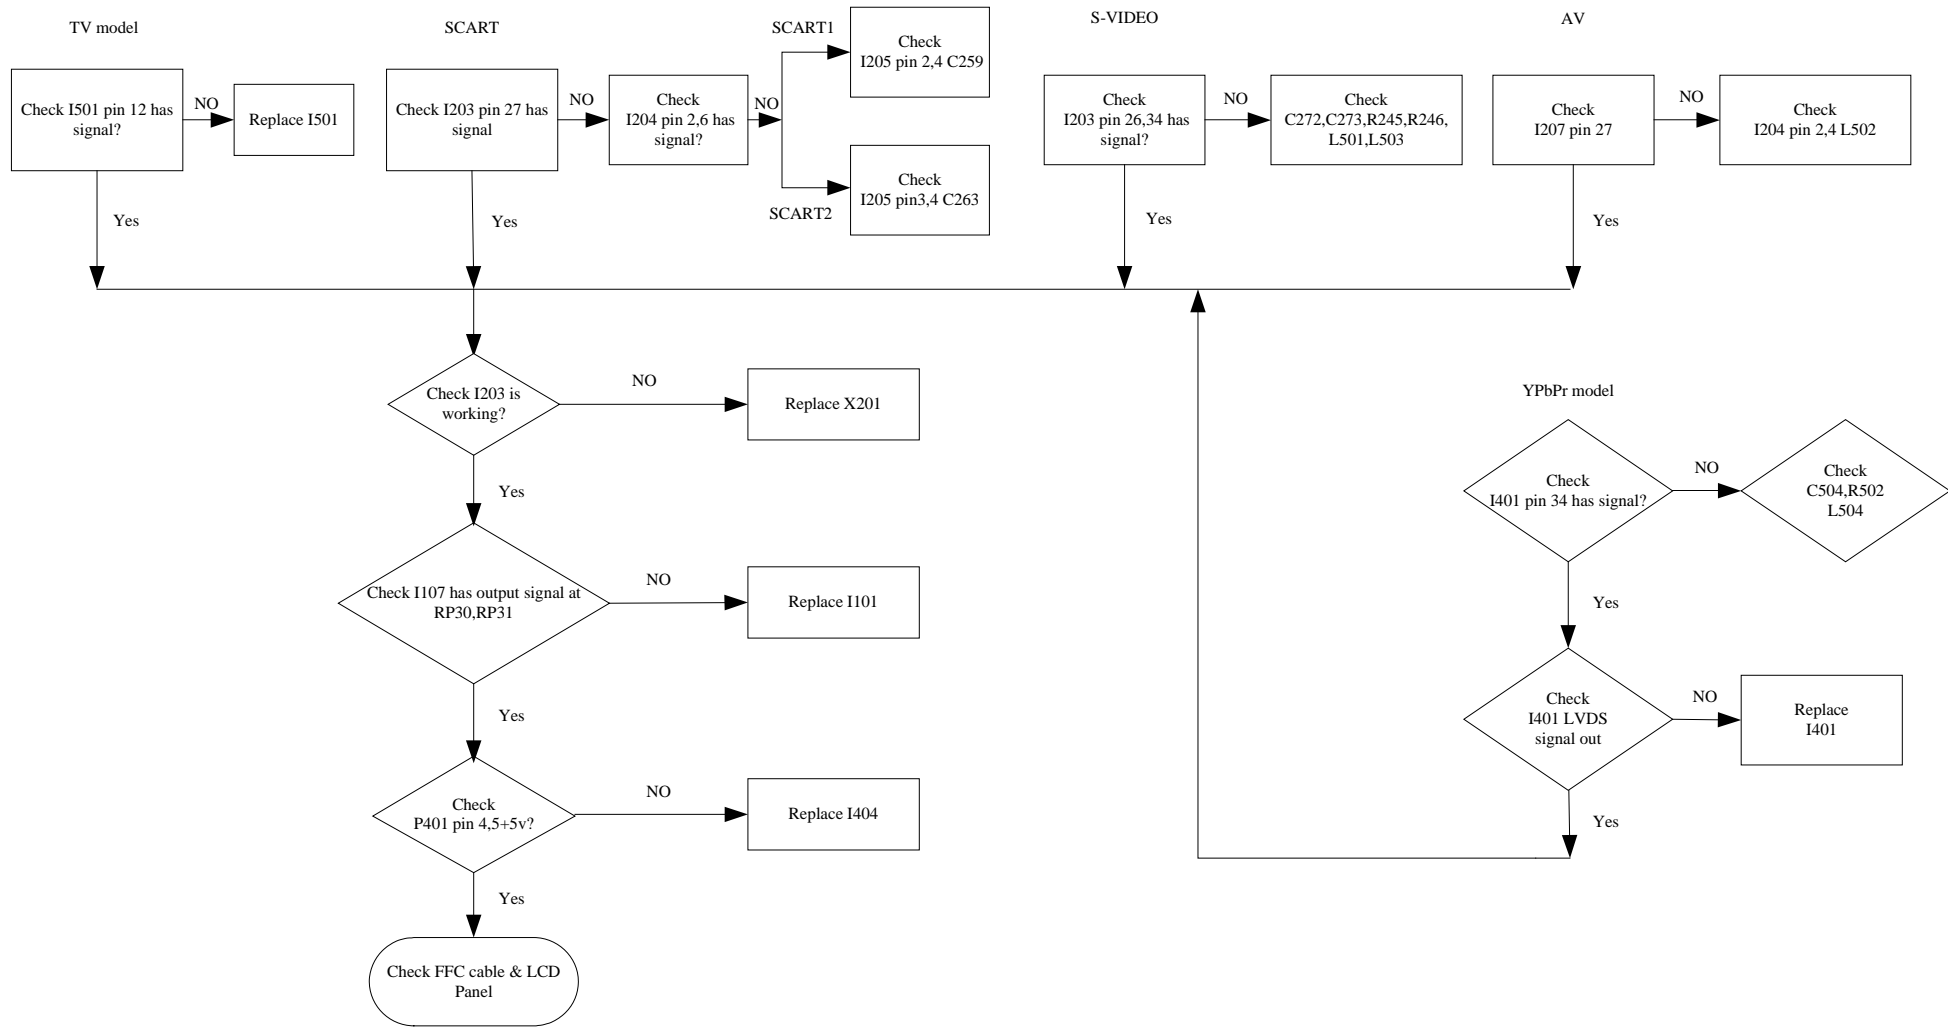 TV model
SCART
SCART1
S-VIDEO
AV
Check I501 pin 12 has
signal?
NO
Replace I501
Check I203 pin 27 has
signal
NO
Check
I204 pin 2,6 has
signal?
NO
Check
I205 pin 2,4 C259
Check
I205 pin3,4 C263
SCART2
Check
I203 pin 26,34 has
signal?
NO
Check
C272,C273,R245,R246,
L501,L503
Check
I207 pin 27
NO
Check
I204 pin 2,4 L502
Yes
Yes
Yes
Yes
Check I203 is
working?
NO
Replace X201
Yes
Check I107 has output signal at
RP30,RP31
NO
Replace I101
Yes
Check
P401 pin 4,5+5v?
NO
Replace I404
Yes
Check FFC cable & LCD
Panel
YPbPr model
Check
I401 pin 34 has signal?
NO
Check
C504,R502
L504
Yes
Check
I401 LVDS
signal out
NO
Replace
I401
Yes